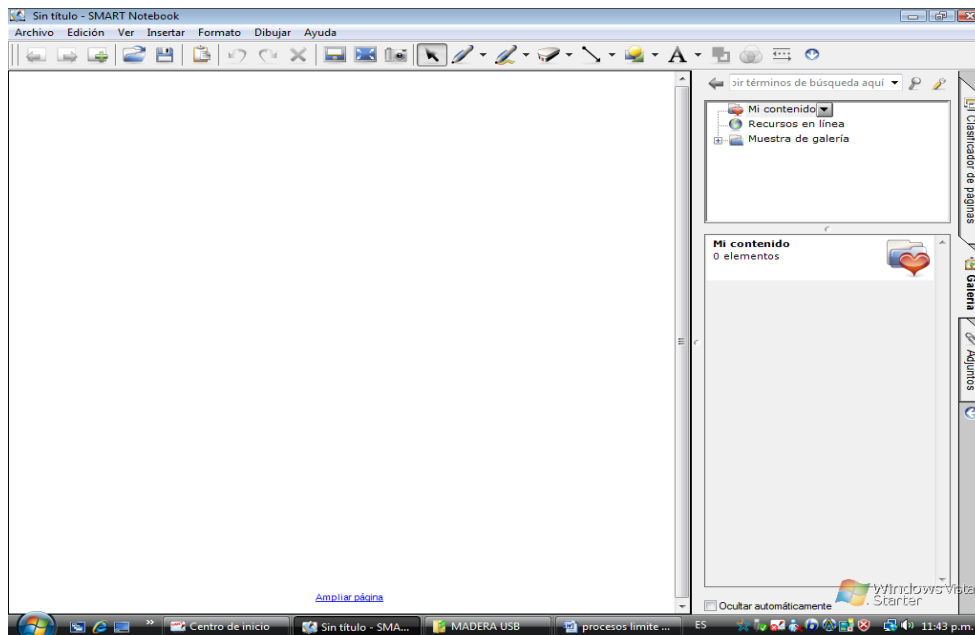 Sin título - SMART Notebook
Archivo Edición Ver Insertar Formato Dibujar Ayuda
A
pir términos de búsqueda aquí
Mi contenido
Recursos en línea
Muestra de galería
Mi contenido
0 elementos
Clasificador de páginas
Galería
Adjuntos
Ampliar página
Ocultar automáticamente
Windows Vista
Starter
Centro de inicio
Sin título - SMA...
MADERA USB
procesos limite ...
ES
11:43 p.m.